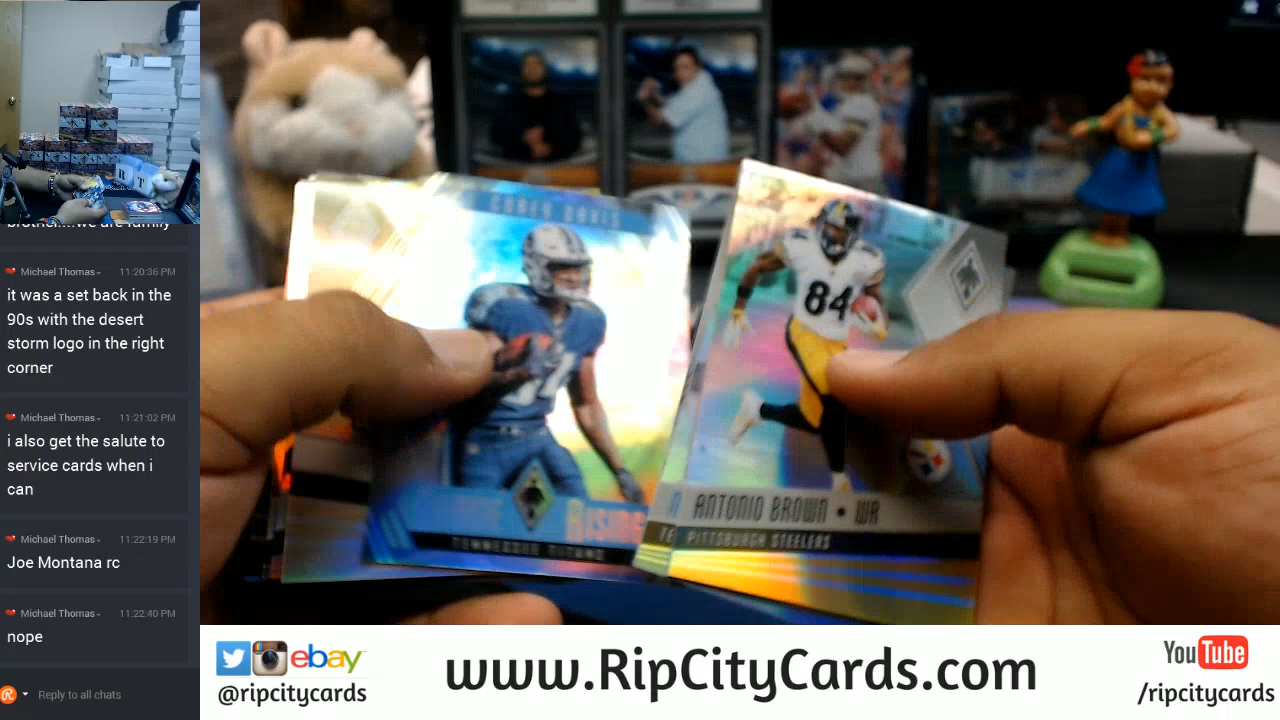 brother....we are family
Michael Thomas 11:20:36 PM
it was a set back in the
90s with the desert
storm logo in the right
corner
Michael Thomas 11:21:02 PM
i also get the salute to
service cards when i
can
Michael Thomas 11:22:19 PM
Joe Montana rc
Michael Thomas 11:22:40 PM
nope
Reply to all chats
COREY DAVIS
RISING
TENNESSEE TITANS
84
ANTONIO BROWN • WR
PITTSBURGH STEELERS
ebay
@ripcitycards
www.RipCityCards.com
YouTube
/ripcitycards